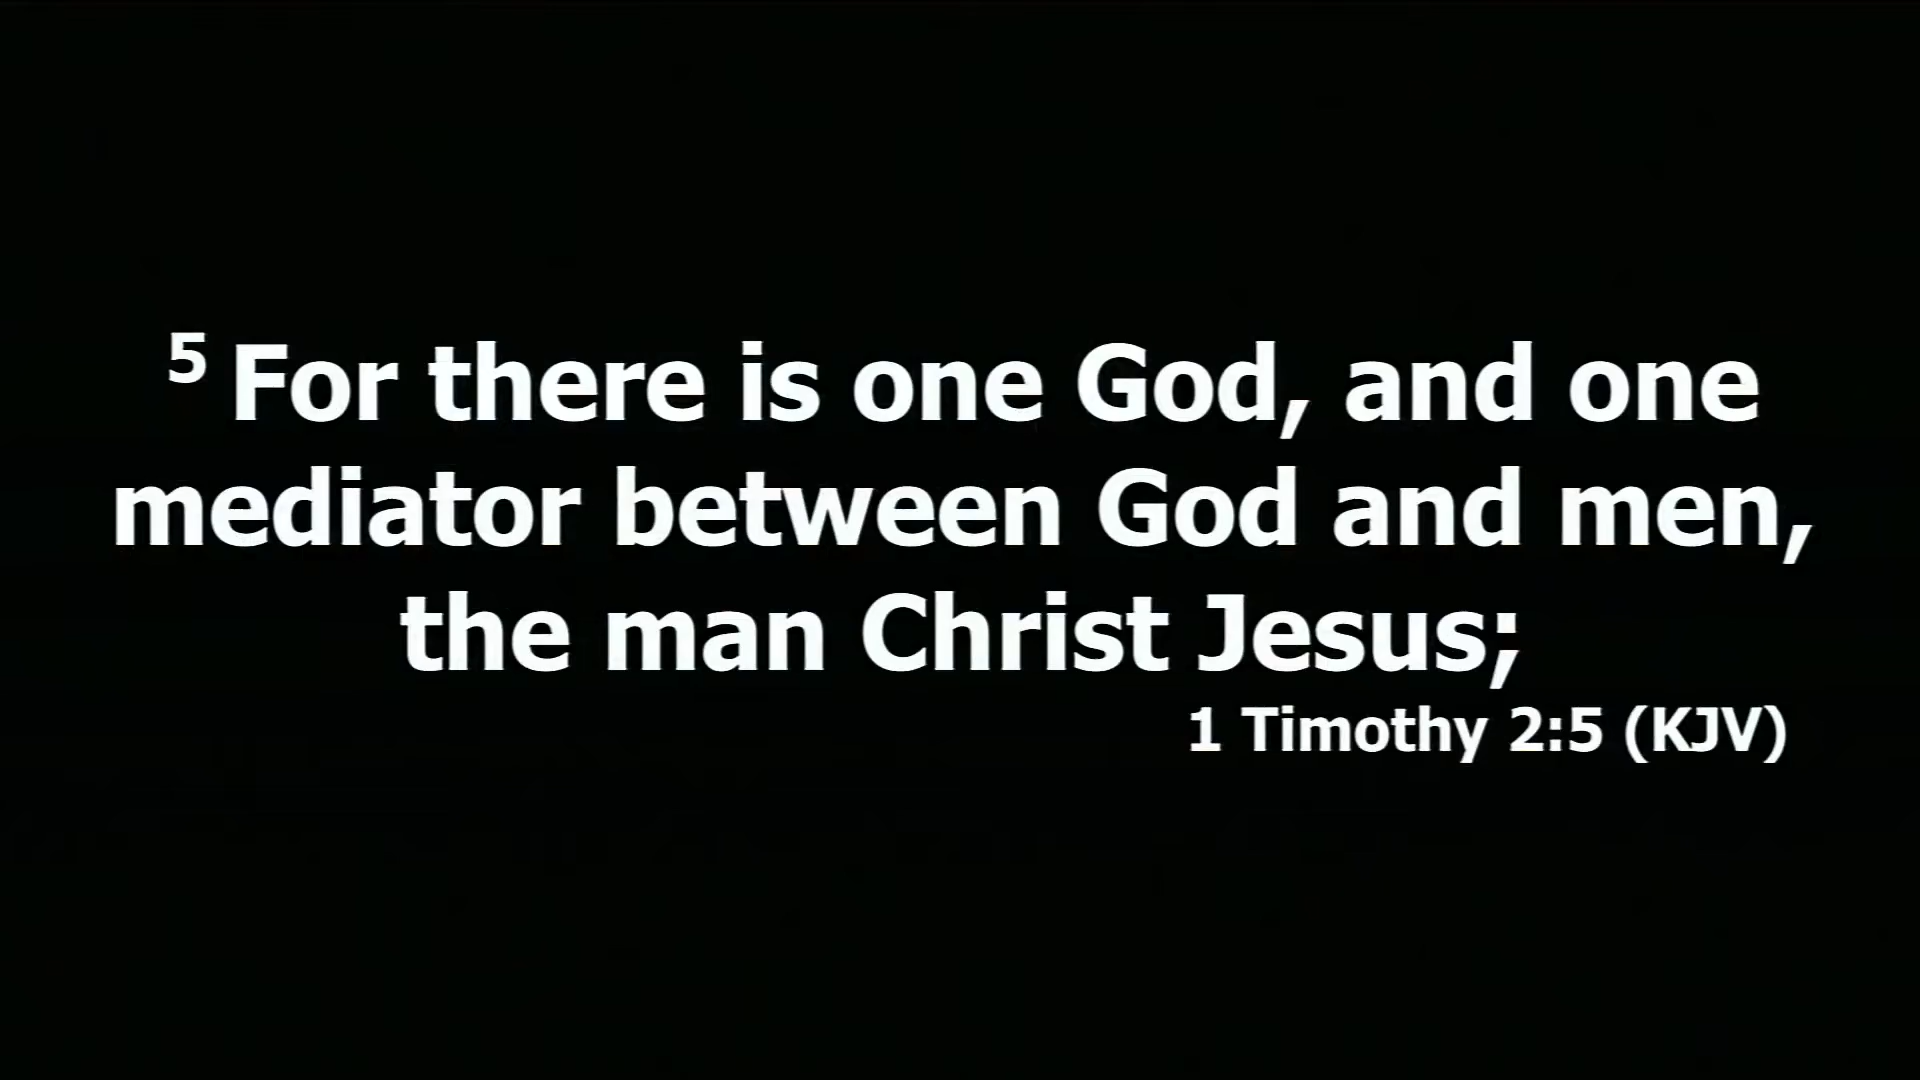 5 For there is one God, and one
mediator between God and men,
the man Christ Jesus;
1 Timothy 2:5 (KJV)